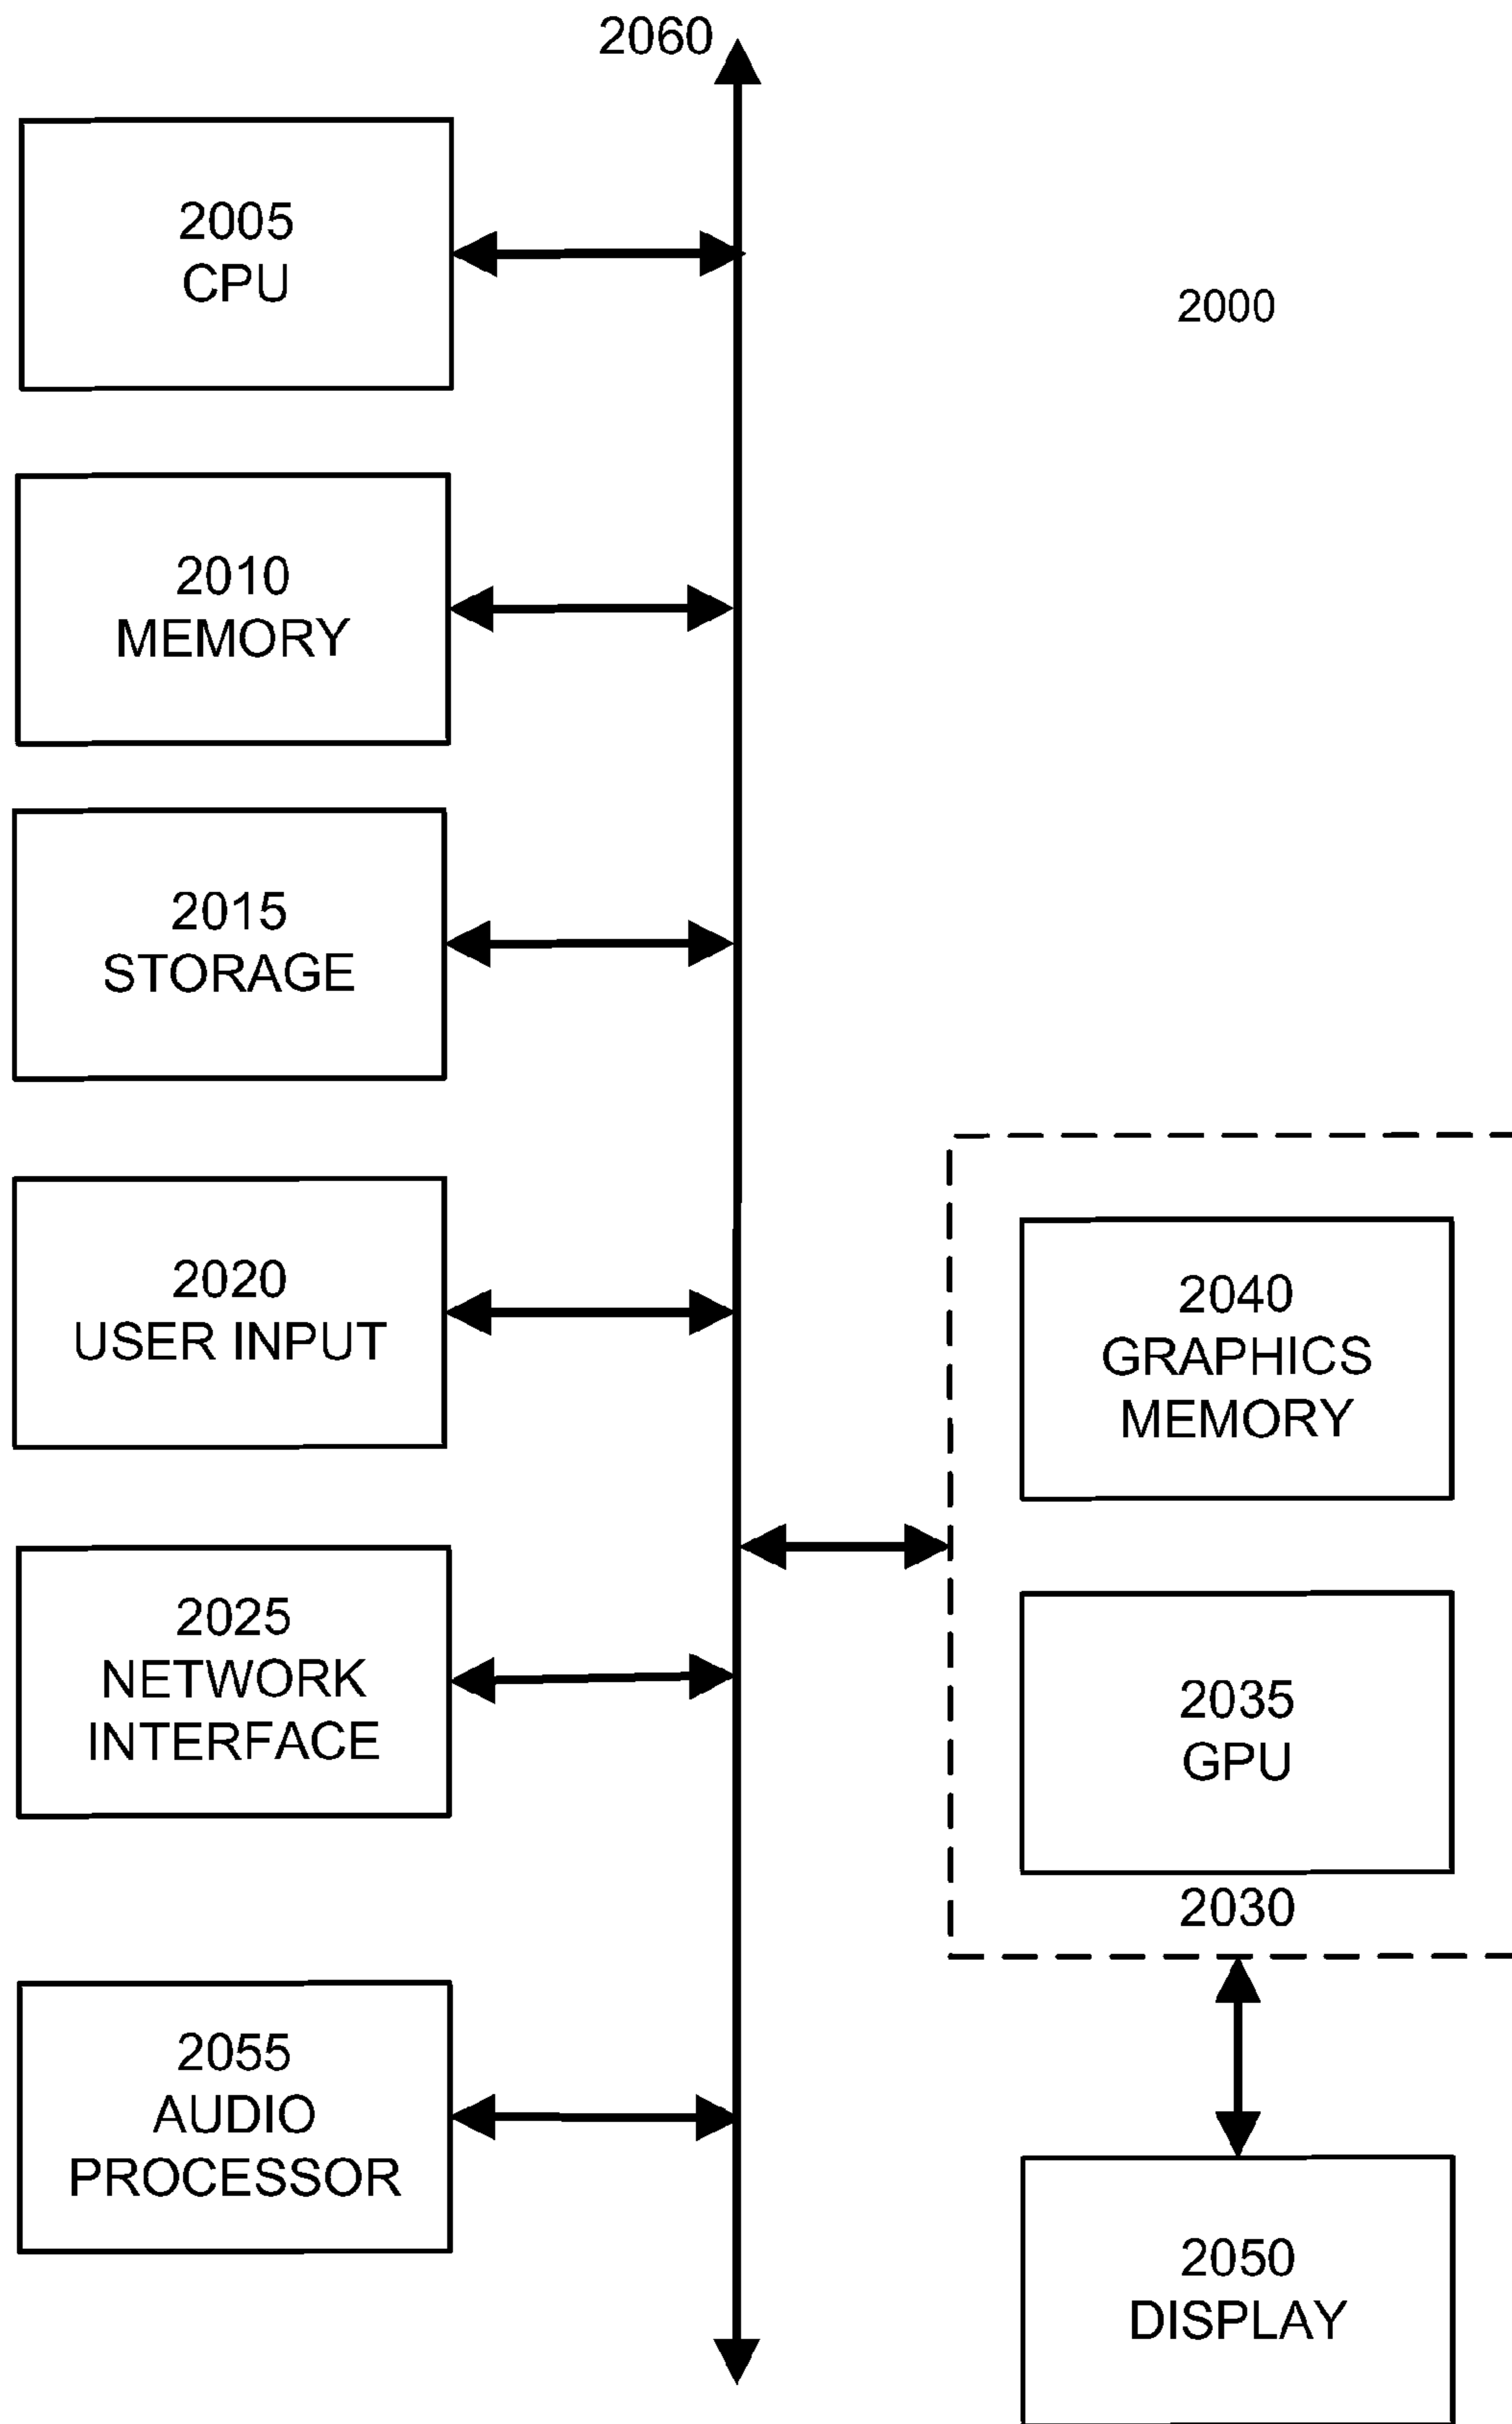 2060
2005
CPU
2000
2010
MEMORY
2015
STORAGE
2020
USER INPUT
2040
GRAPHICS
MEMORY
2025
NETWORK
INTERFACE
2035
GPU
2030
2055
AUDIO
PROCESSOR
2050
DISPLAY